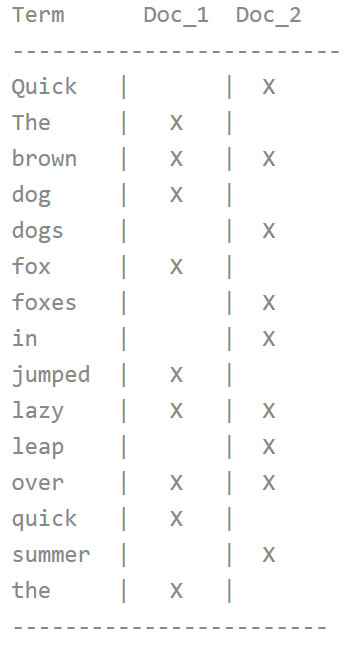 Term      Doc_1  Doc_2
-------------------------
Quick   |       |  X
The     |   X   |
brown   |   X   |  X
dog     |   X   |
dogs    |       |  X
fox     |   X   |
foxes   |       |  X
in      |       |  X
jumped  |   X   |
lazy    |   X   |  X
leap    |       |  X
over    |   X   |  X
quick   |   X   |
summer  |       |  X
the     |   X   |
------------------------